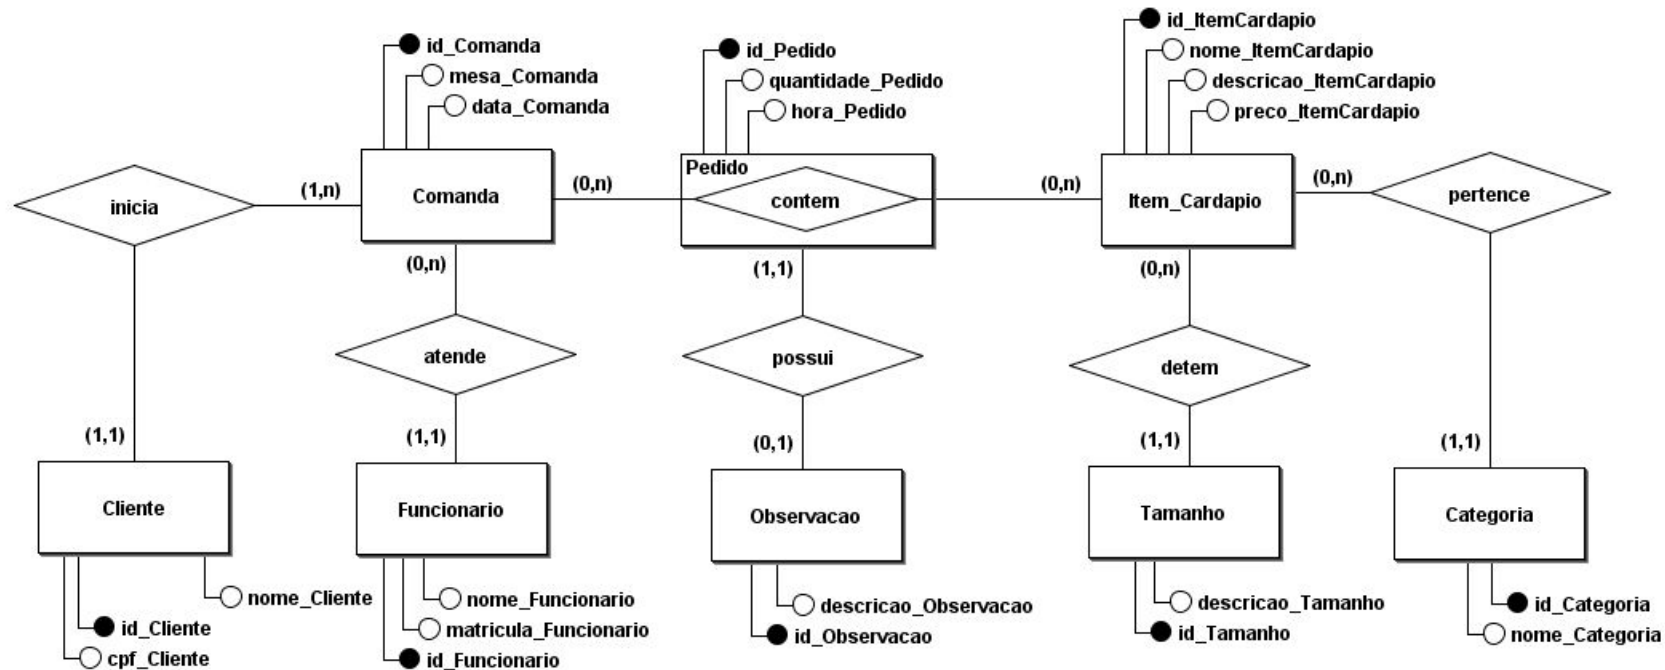 id_ItemCardapio
id_Comanda
id_Pedido
nome_ItemCardapio
mesa_Comanda
quantidade_Pedido
descricao_ItemCardapio
data_Comanda
hora_Pedido
preco_ItemCardapio
Pedido
inicia
(1,n)
Comanda
(0,n)
contem
(0,n)
Item_Cardapio
(0,n)
pertence
(0,n)
(1,1)
(0,n)
atende
possui
detem
(1,1)
(1,1)
(0,1)
(1,1)
(1,1)
Cliente
Funcionario
Observacao
Tamanho
Categoria
nome_Cliente
nome_Funcionario
descricao_Observacao
descricao_Tamanho
id_Categoria
id_Cliente
matricula_Funcionario
id_Observacao
id_Tamanho
nome_Categoria
cpf_Cliente
id_Funcionario